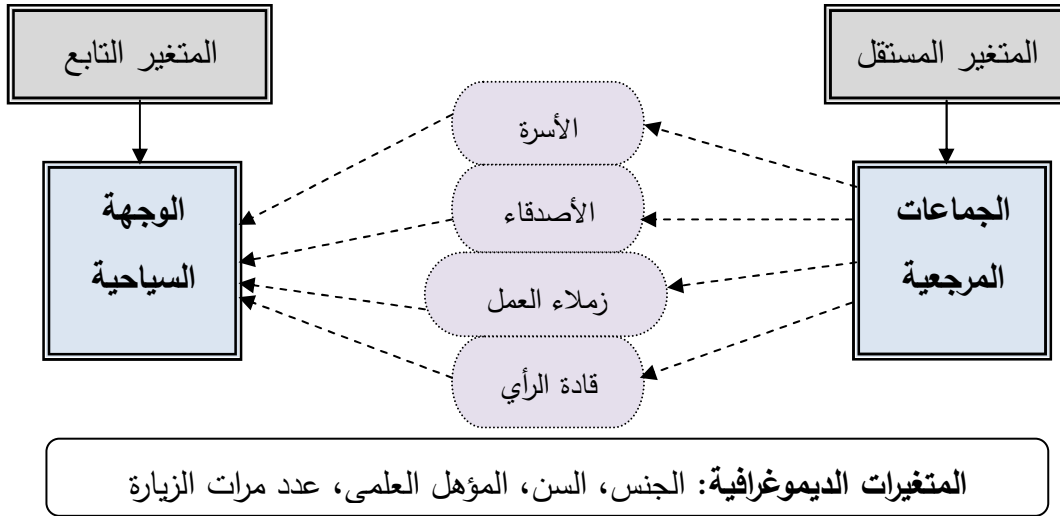 المتغير المستقل
المتغير التابع
الأسرة
الجماعات
المرجعية
الأصدقاء
الوجهة
السياحية
زملاء العمل
قادة الرأي
المتغيرات الديموغرافية: الجنس، السن، المؤهل العلمي، عدد مرات الزيارة